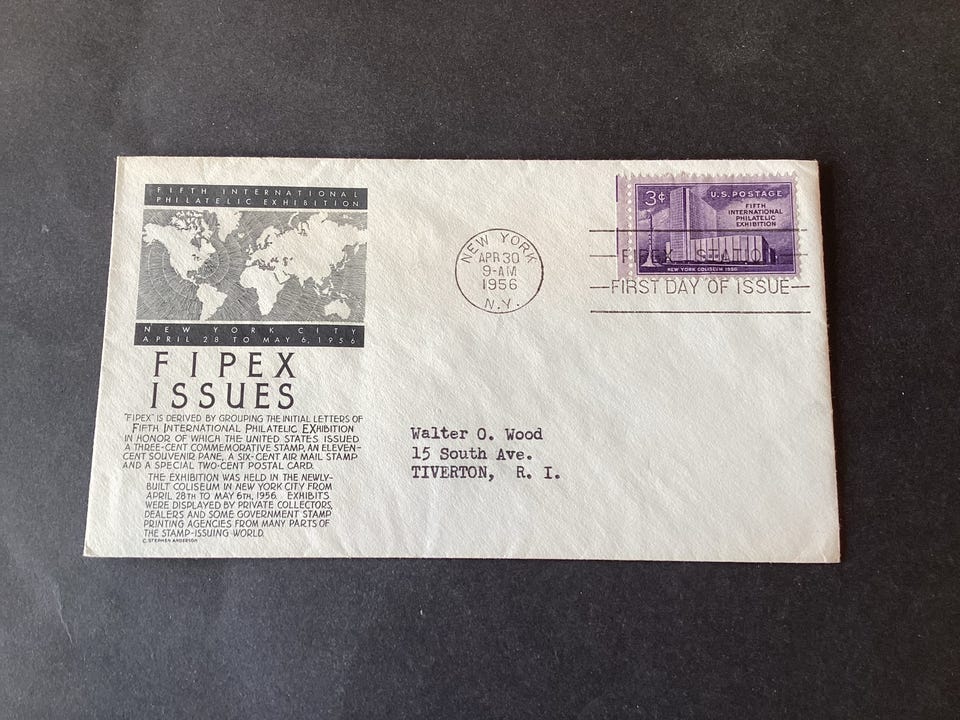 FIFTH INTERNATIONAL
PHILATELIC EXHIBITION
NEW YORK CITY
APRIL 28 TO MAY 6, 1956
FIPEX
ISSUES
"FIPEX" IS DERIVED BY GROUPING THE INITIAL LETTERS OF
FIFTH INTERNATIONAL PHILATELIC EXHIBITION
IN HONOR OF WHICH THE UNITED STATES ISSUED
A THREE-CENT COMMEMORATIVE STAMP, AN ELEVEN-
CENT SOUVENIR PANE, A SIX-CENT AIR MAIL STAMP
AND A SPECIAL TWO-CENT POSTAL CARD.
THE EXHIBITION WAS HELD IN THE NEWLY-
BUILT COLISEUM IN NEW YORK CITY FROM
APRIL 28TH TO MAY 6TH, 1956. EXHIBITS
WERE DISPLAYED BY PRIVATE COLLECTORS,
DEALERS AND SOME GOVERNMENT STAMP
PRINTING AGENCIES FROM MANY PARTS OF
THE STAMP-ISSUING WORLD.
C. STEPHEN ANDERSON
NEW YORK
APR 30
9-AM
1956
N.Y.
3¢
U.S. POSTAGE
FIFTH
INTERNATIONAL
PHILATELIC
EXHIBITION
NEW YORK COLISEUM 1956
FIPEX STATION
FIRST DAY OF ISSUE
Walter O. Wood
15 South Ave.
TIVERTON, R. I.